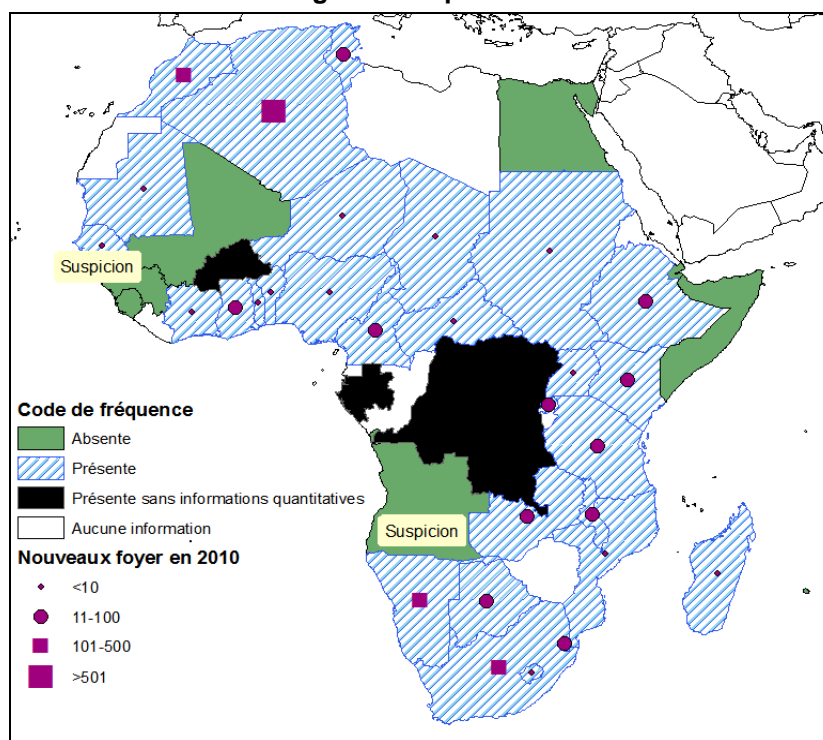 Suspicion
Suspicion
Code de fréquence
Absente
Présente
Présente sans informations quantitatives
Aucune information
Nouveaux foyer en 2010
<10
11-100
101-500
>501